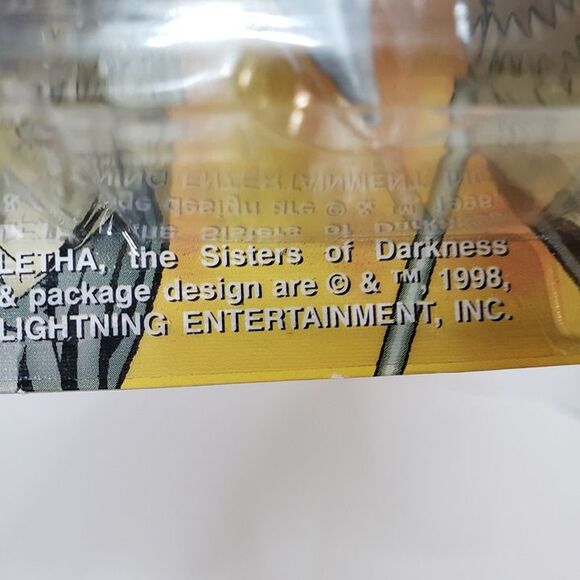 LETHA, the Sisters of Darkness
& package design are © & ™, 1998,
LIGHTNING ENTERTAINMENT, INC.